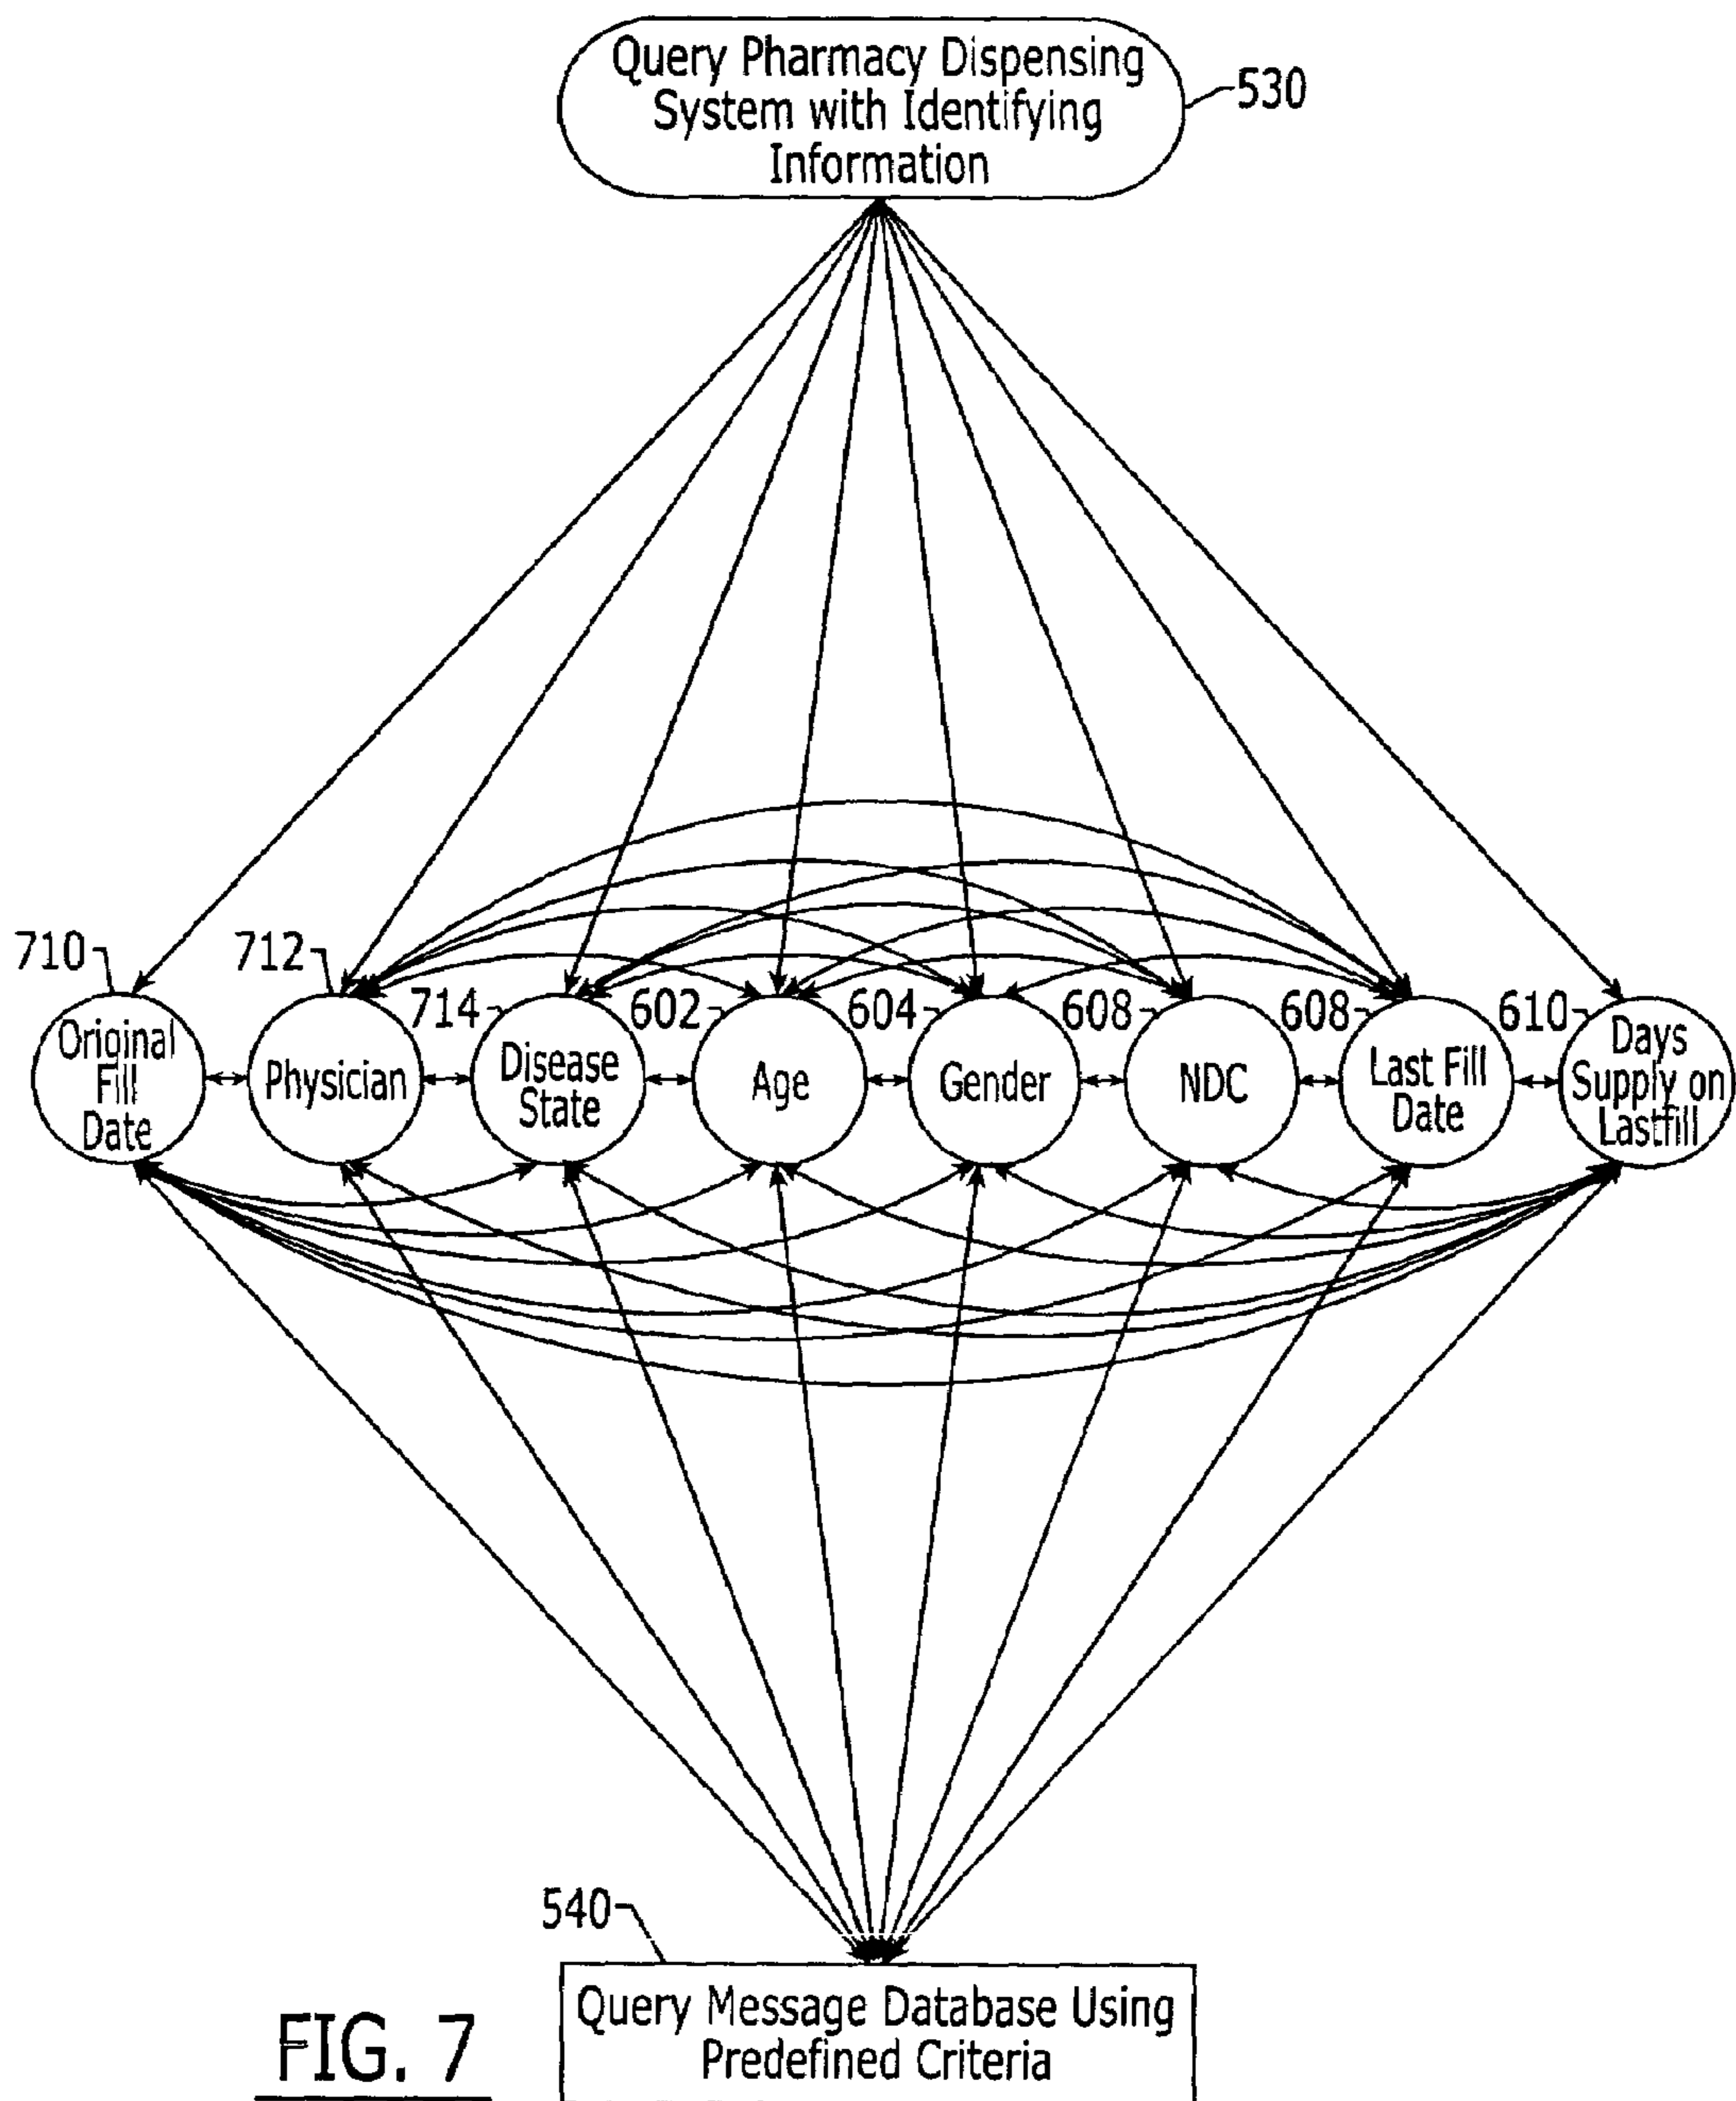 Query Pharmacy Dispensing
System with Identifying
Information
530
710
712
714
602
604
608
608
610
Original
Fill
Date
Physician
Disease
State
Age
Gender
NDC
Last Fill
Date
Days
Supply on
Lastfill
540
Query Message Database Using
Predefined Criteria
FIG. 7